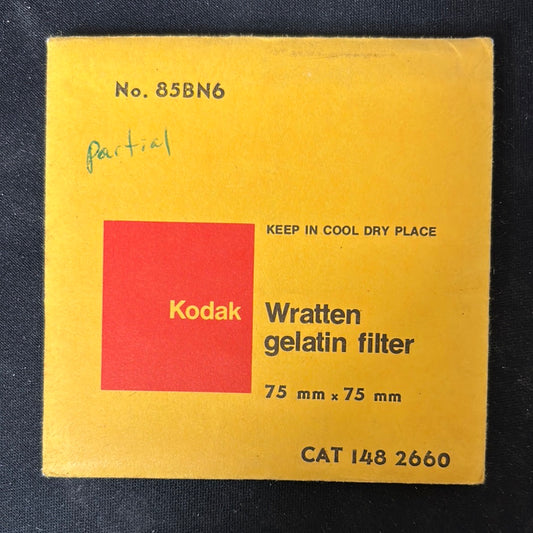 No. 85BN6
partial
KEEP IN COOL DRY PLACE
Kodak
Wratten
gelatin filter
75 mm x 75 mm
CAT 148 2660